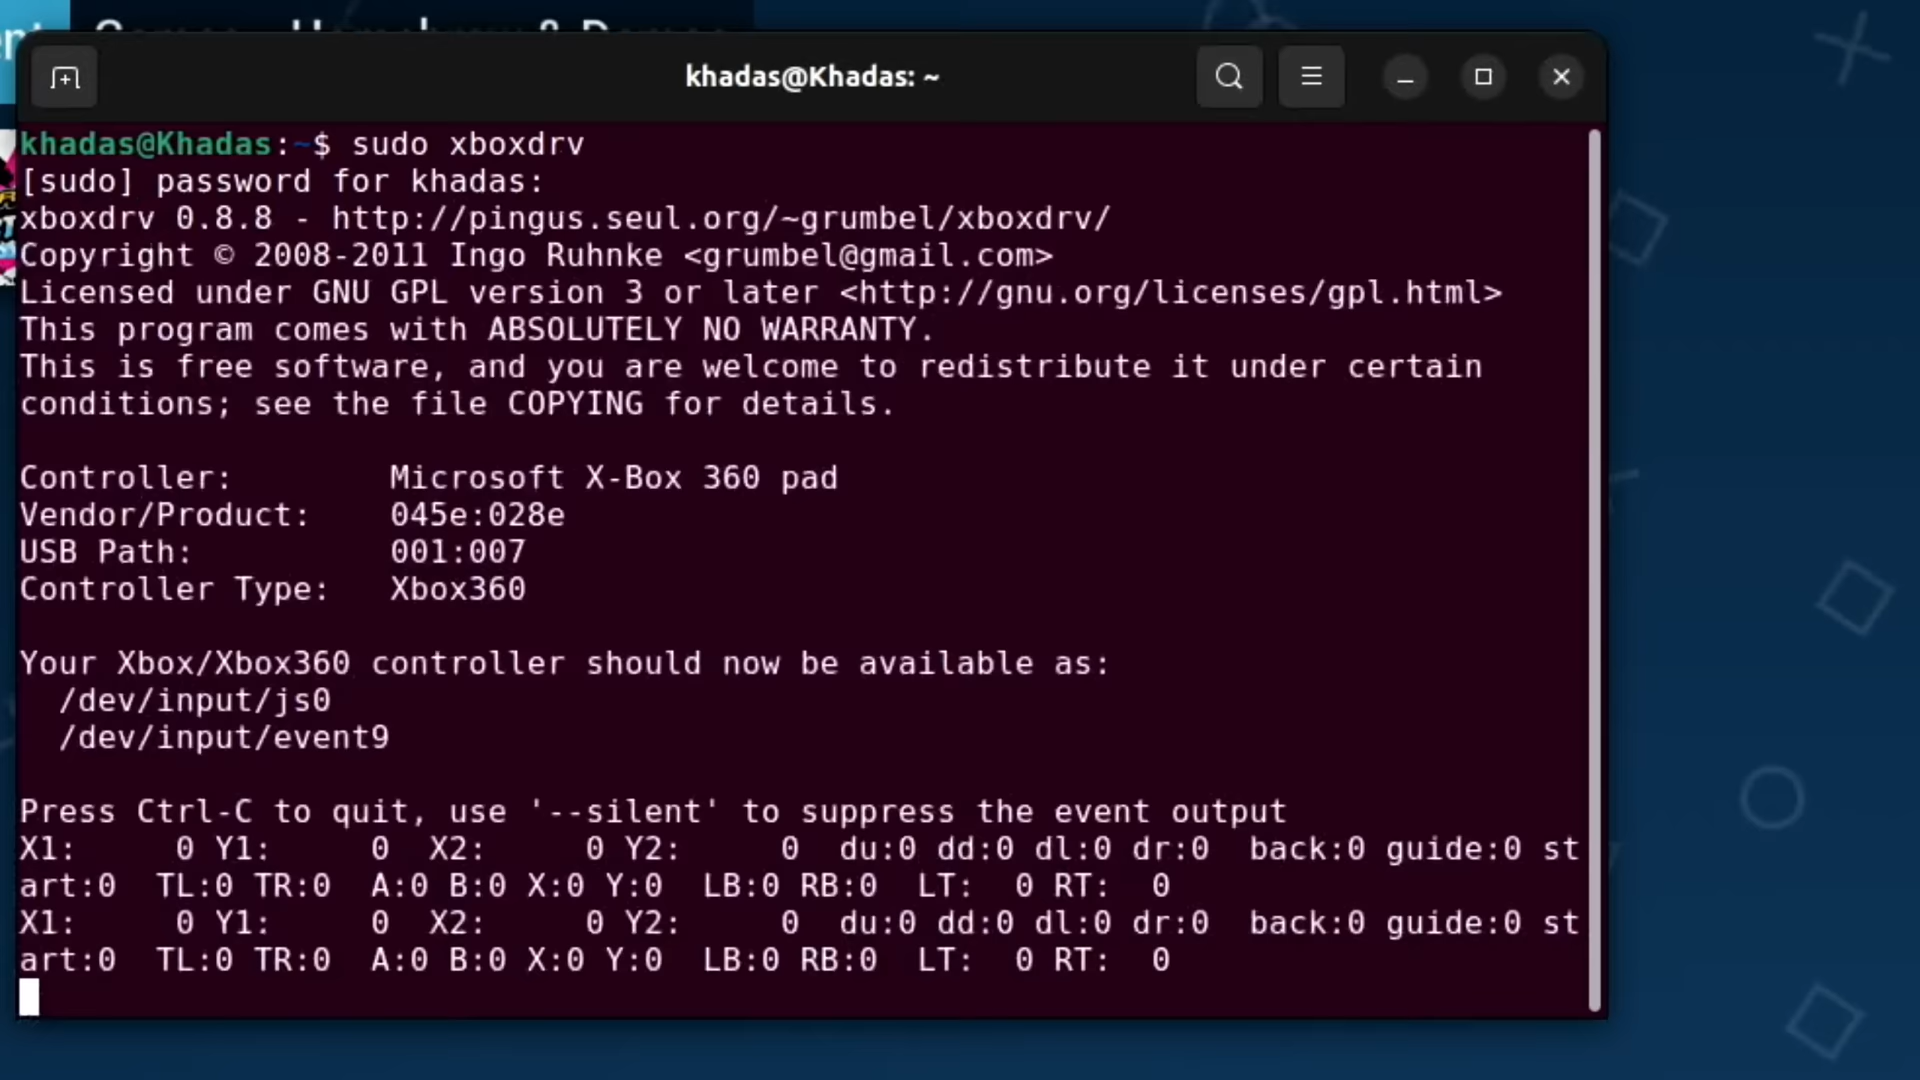 Games Homebrew & Demos
khadas@Khadas: ~
khadas@Khadas:~$ sudo xboxdrv
[sudo] password for khadas:
xboxdrv 0.8.8 - http://pingus.seul.org/~grumbel/xboxdrv/
Copyright © 2008-2011 Ingo Ruhnke <grumbel@gmail.com>
Licensed under GNU GPL version 3 or later <http://gnu.org/licenses/gpl.html>
This program comes with ABSOLUTELY NO WARRANTY.
This is free software, and you are welcome to redistribute it under certain
conditions; see the file COPYING for details.
Controller: Microsoft X-Box 360 pad
Vendor/Product: 045e:028e
USB Path: 001:007
Controller Type: Xbox360
Your Xbox/Xbox360 controller should now be available as:
/dev/input/js0
/dev/input/event9
Press Ctrl-C to quit, use '--silent' to suppress the event output
X1: 0 Y1: 0 X2: 0 Y2: 0 du:0 dd:0 dl:0 dr:0 back:0 guide:0 st
art:0 TL:0 TR:0 A:0 B:0 X:0 Y:0 LB:0 RB:0 LT: 0 RT: 0
X1: 0 Y1: 0 X2: 0 Y2: 0 du:0 dd:0 dl:0 dr:0 back:0 guide:0 st
art:0 TL:0 TR:0 A:0 B:0 X:0 Y:0 LB:0 RB:0 LT: 0 RT: 0